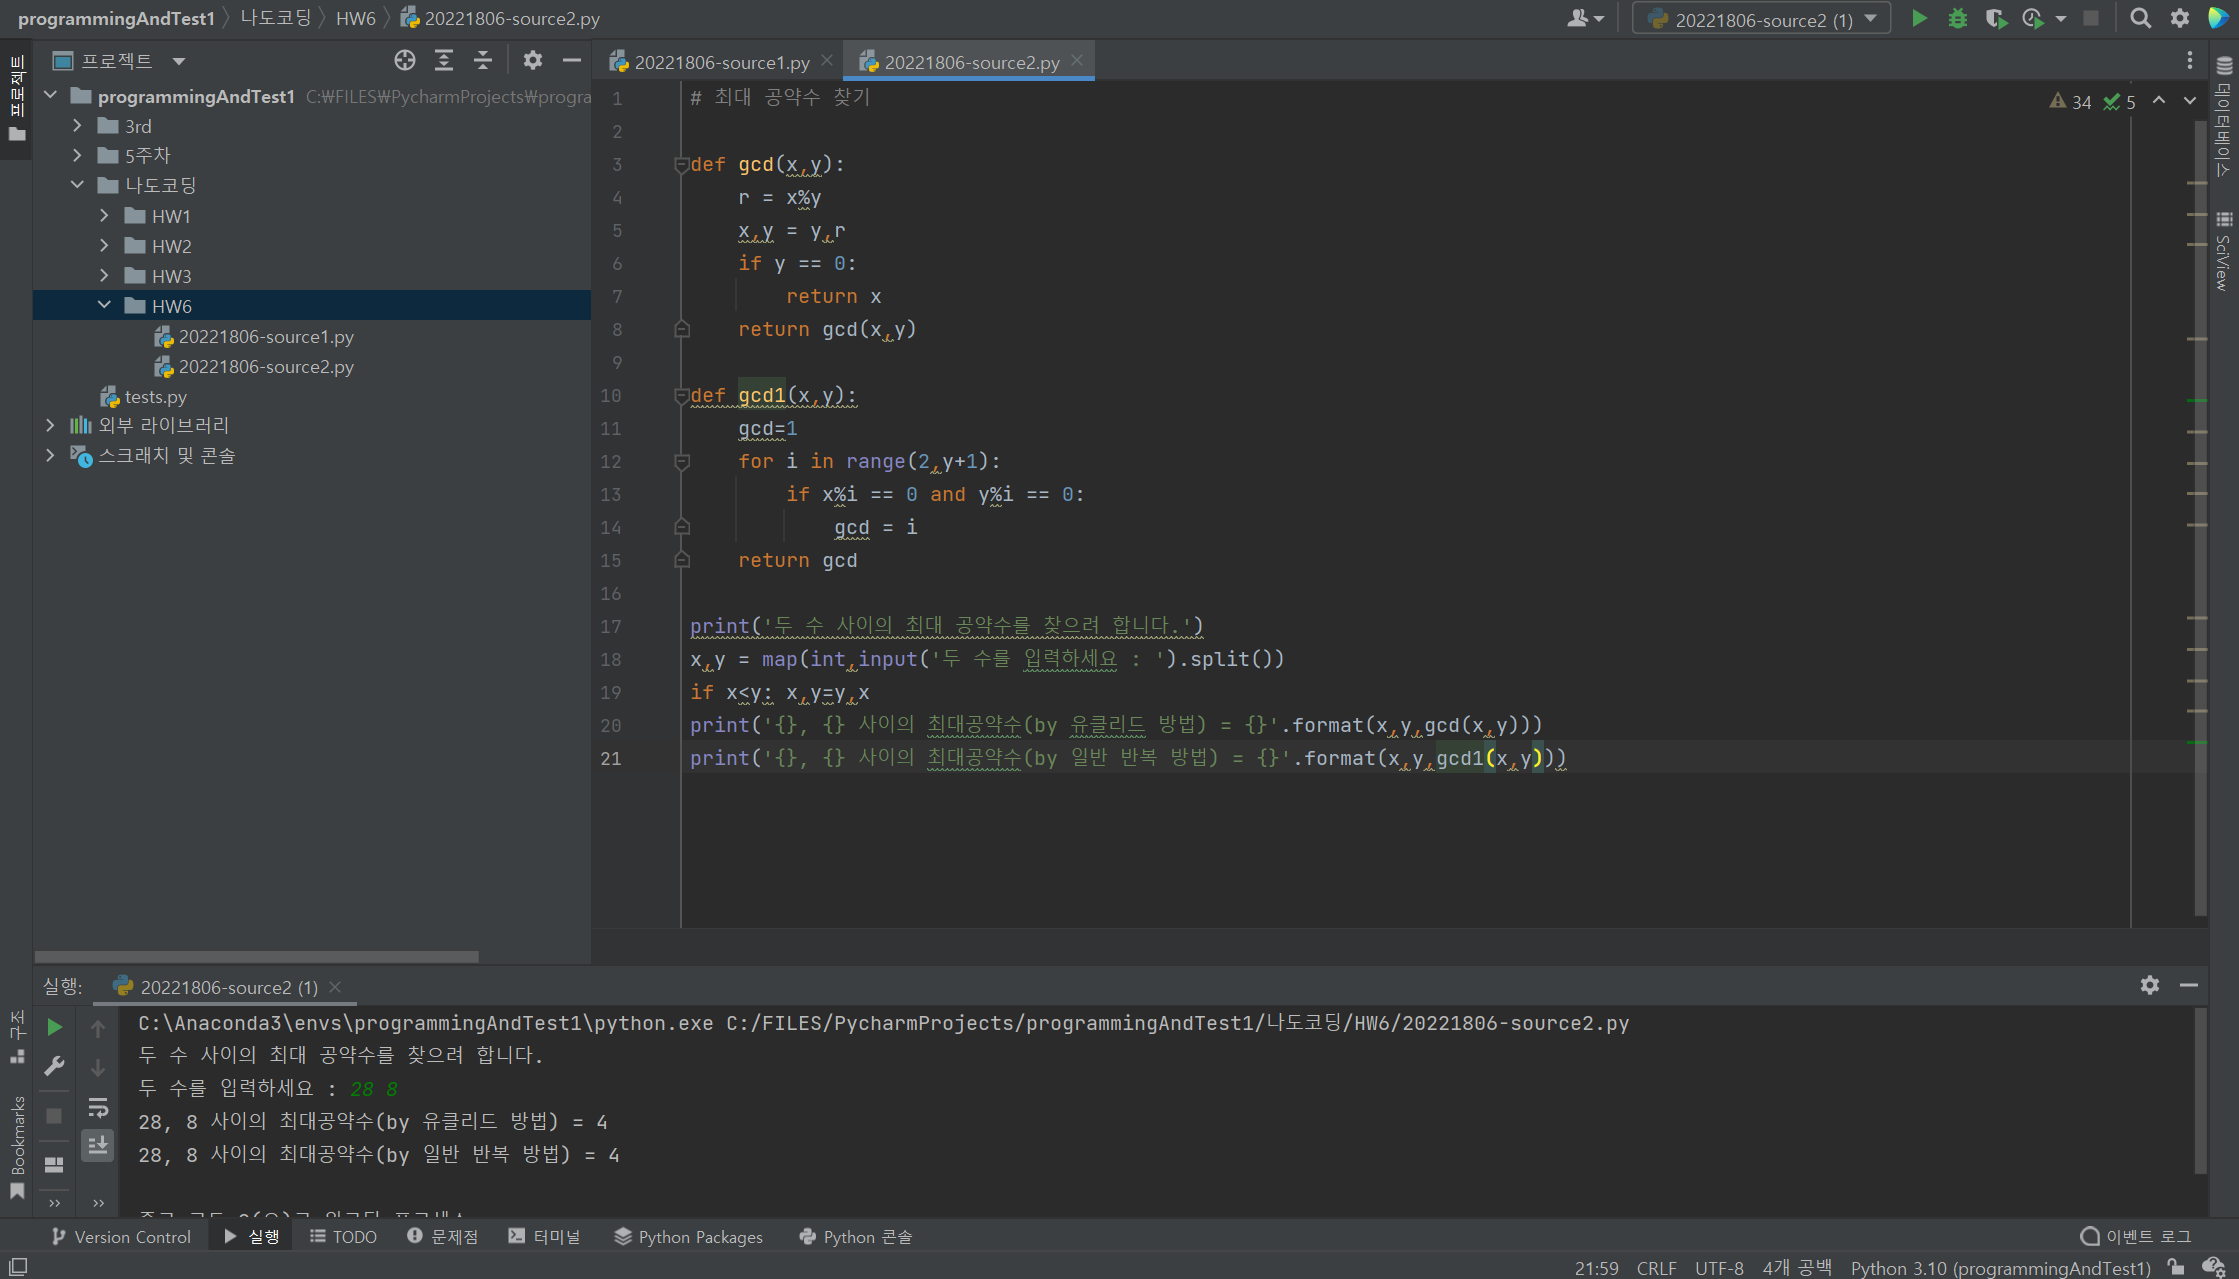 programmingAndTest1 〉 나도코딩 〉 HW6 〉 20221806-source2.py
20221806-source2 (1)
프로젝트
프로젝트
20221806-source1.py
20221806-source2.py
programmingAndTest1 C:₩FILES₩PycharmProjects₩progra
3rd
5주차
나도코딩
HW1
HW2
HW3
HW6
20221806-source1.py
20221806-source2.py
tests.py
외부 라이브러리
스크래치 및 콘솔
34 5
1 # 최대 공약수 찾기
2
3 def gcd(x,y):
4 r = x%y
5 x,y = y,r
6 if y == 0:
7 return x
8 return gcd(x,y)
9
10 def gcd1(x,y):
11 gcd=1
12 for i in range(2,y+1):
13 if x%i == 0 and y%i == 0:
14 gcd = i
15 return gcd
16
17 print('두 수 사이의 최대 공약수를 찾으려 합니다.')
18 x,y = map(int,input('두 수를 입력하세요 : ').split())
19 if x<y: x,y=y,x
20 print('{}, {} 사이의 최대공약수(by 유클리드 방법) = {}'.format(x,y,gcd(x,y)))
21 print('{}, {} 사이의 최대공약수(by 일반 반복 방법) = {}'.format(x,y,gcd1(x,y)))
데이터베이스
SciView
실행: 20221806-source2 (1)
구조
Bookmarks
C:\Anaconda3\envs\programmingAndTest1\python.exe C:/FILES/PycharmProjects/programmingAndTest1/나도코딩/HW6/20221806-source2.py
두 수 사이의 최대 공약수를 찾으려 합니다.
두 수를 입력하세요 : 28 8
28, 8 사이의 최대공약수(by 유클리드 방법) = 4
28, 8 사이의 최대공약수(by 일반 반복 방법) = 4
Version Control 실행 TODO 문제점 터미널 Python Packages Python 콘솔 이벤트 로그
21:59 CRLF UTF-8 4개 공백 Python 3.10 (programmingAndTest1)